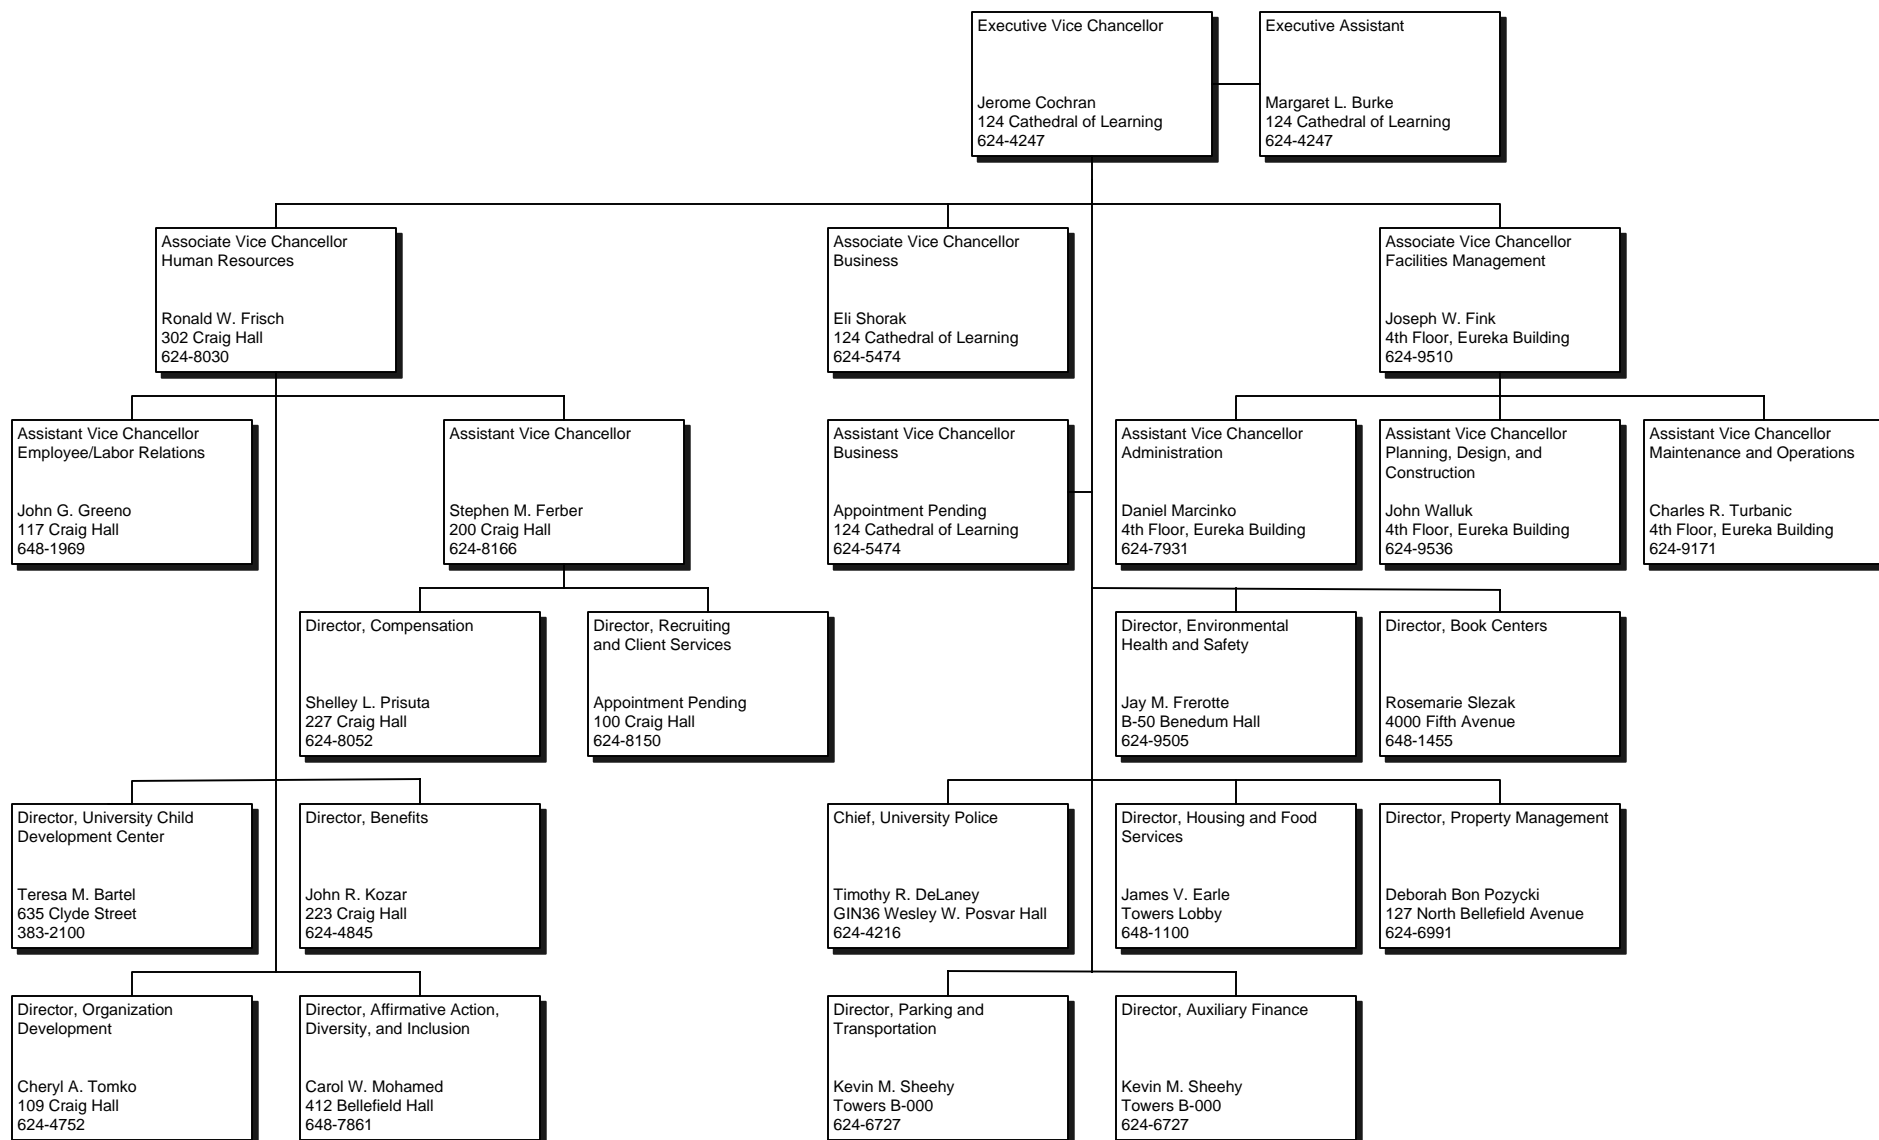 Executive Vice Chancellor
Jerome Cochran
124 Cathedral of Learning
624-4247
Executive Assistant
Margaret L. Burke
124 Cathedral of Learning
624-4247
Associate Vice Chancellor
Human Resources
Ronald W. Frisch
302 Craig Hall
624-8030
Associate Vice Chancellor
Business
Eli Shorak
124 Cathedral of Learning
624-5474
Associate Vice Chancellor
Facilities Management
Joseph W. Fink
4th Floor, Eureka Building
624-9510
Assistant Vice Chancellor
Employee/Labor Relations
John G. Greeno
117 Craig Hall
648-1969
Assistant Vice Chancellor
Stephen M. Ferber
200 Craig Hall
624-8166
Assistant Vice Chancellor
Business
Appointment Pending
124 Cathedral of Learning
624-5474
Assistant Vice Chancellor
Administration
Daniel Marcinko
4th Floor, Eureka Building
624-7931
Assistant Vice Chancellor
Planning, Design, and
Construction
John Walluk
4th Floor, Eureka Building
624-9536
Assistant Vice Chancellor
Maintenance and Operations
Charles R. Turbanic
4th Floor, Eureka Building
624-9171
Director, Compensation
Shelley L. Prisuta
227 Craig Hall
624-8052
Director, Recruiting
and Client Services
Appointment Pending
100 Craig Hall
624-8150
Director, Environmental
Health and Safety
Jay M. Frerotte
B-50 Benedum Hall
624-9505
Director, Book Centers
Rosemarie Slezak
4000 Fifth Avenue
648-1455
Director, University Child
Development Center
Teresa M. Bartel
635 Clyde Street
383-2100
Director, Benefits
John R. Kozar
223 Craig Hall
624-4845
Chief, University Police
Timothy R. DeLaney
GIN36 Wesley W. Posvar Hall
624-4216
Director, Housing and Food
Services
James V. Earle
Towers Lobby
648-1100
Director, Property Management
Deborah Bon Pozycki
127 North Bellefield Avenue
624-6991
Director, Organization
Development
Cheryl A. Tomko
109 Craig Hall
624-4752
Director, Affirmative Action,
Diversity, and Inclusion
Carol W. Mohamed
412 Bellefield Hall
648-7861
Director, Parking and
Transportation
Kevin M. Sheehy
Towers B-000
624-6727
Director, Auxiliary Finance
Kevin M. Sheehy
Towers B-000
624-6727